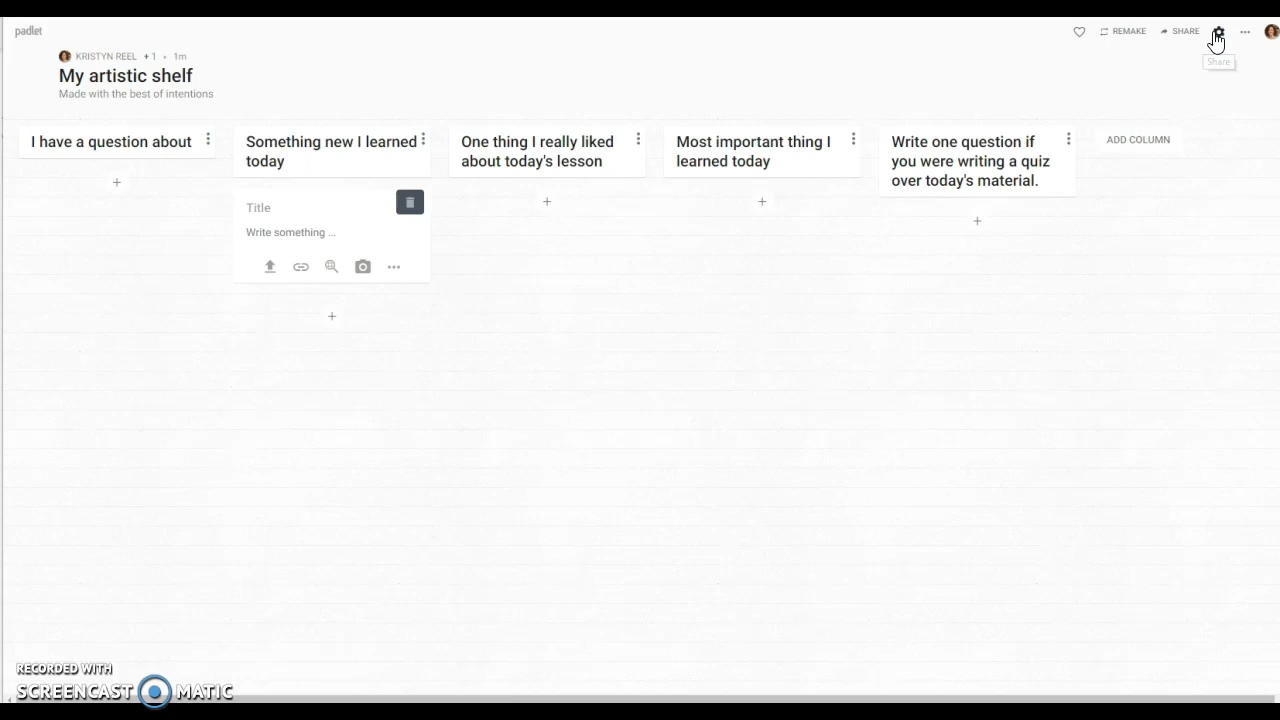 padlet
REMAKE
SHARE
Share
KRISTYN REEL +1 • 1m
My artistic shelf
Made with the best of intentions
I have a question about
Something new I learned
today
One thing I really liked
about today's lesson
Most important thing I
learned today
Write one question if
you were writing a quiz
over today's material.
ADD COLUMN
Title
Write something ...
RECORDED WITH
SCREENCAST MATIC